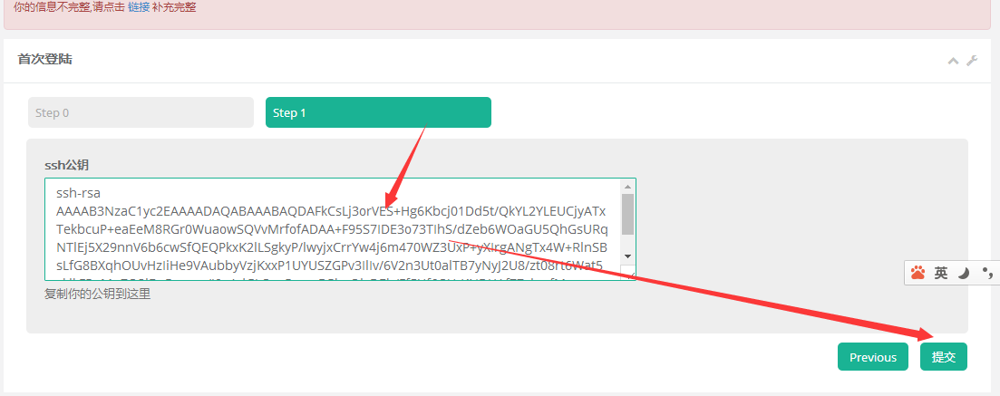 你的信息不完整,请点击 链接 补充完整
首次登陆
Step 0
Step 1
ssh公钥
ssh-rsa
AAAAB3NzaC1yc2EAAAADAQABAAABAQDAFkCsLj3orVES+Hg6Kbcj01Dd5t/QkYL2YLEUCjyATx
TekbcuP+eaEeM8RGr0WuaowSQVvMrfofADAA+F95S7IDE3o73TIhS/dZeb6WOaGU5QhGsURq
NTlEj5X29nnV6b6cwSfQEQPkxK2lLSgkyP/lwyjxCrrYw4j6m470WZ3UxP+yXIrgANgTx4W+RlnSB
sLfG8BXqhOUvHzIiHe9VAubbyVzjKxxP1UYUSZGPv3IlIv/6V2n3Ut0alTB7yNyJ2U8/zt08rt6Wat5
复制你的公钥到这里
英
Previous
提交